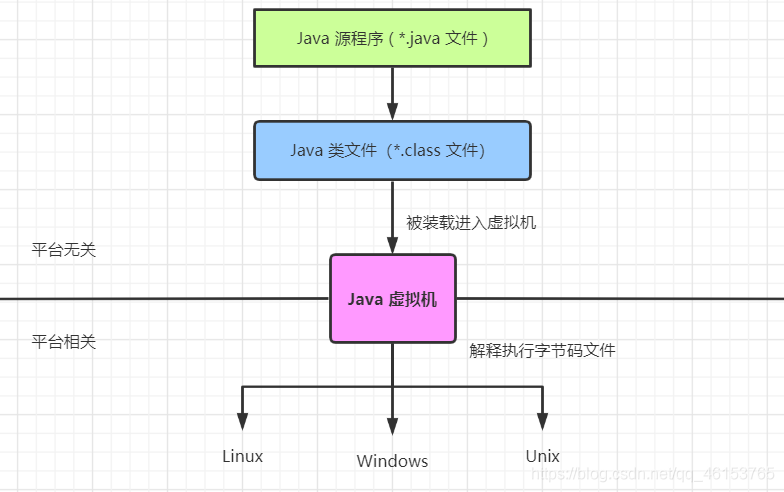 Java 源程序 ( *.java 文件 )
Java 类文件（*.class 文件）
被装载进入虚拟机
平台无关
Java 虚拟机
平台相关
解释执行字节码文件
Linux
Windows
Unix
https://blog.csdn.net/qq_46153765